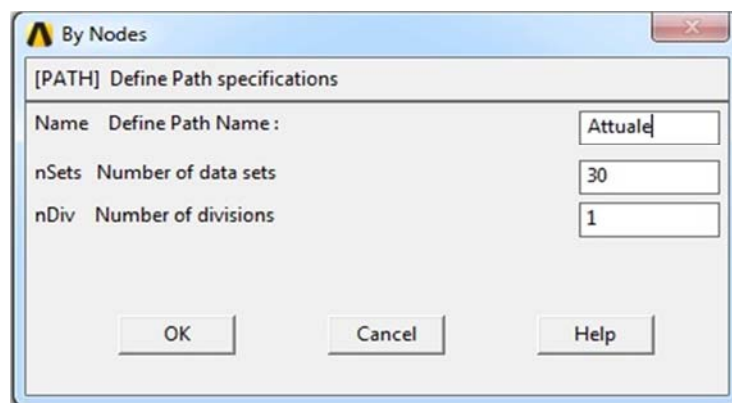 By Nodes
[PATH] Define Path specifications
Name Define Path Name :
Attuale
nSets Number of data sets
30
nDiv Number of divisions
1
OK Cancel Help